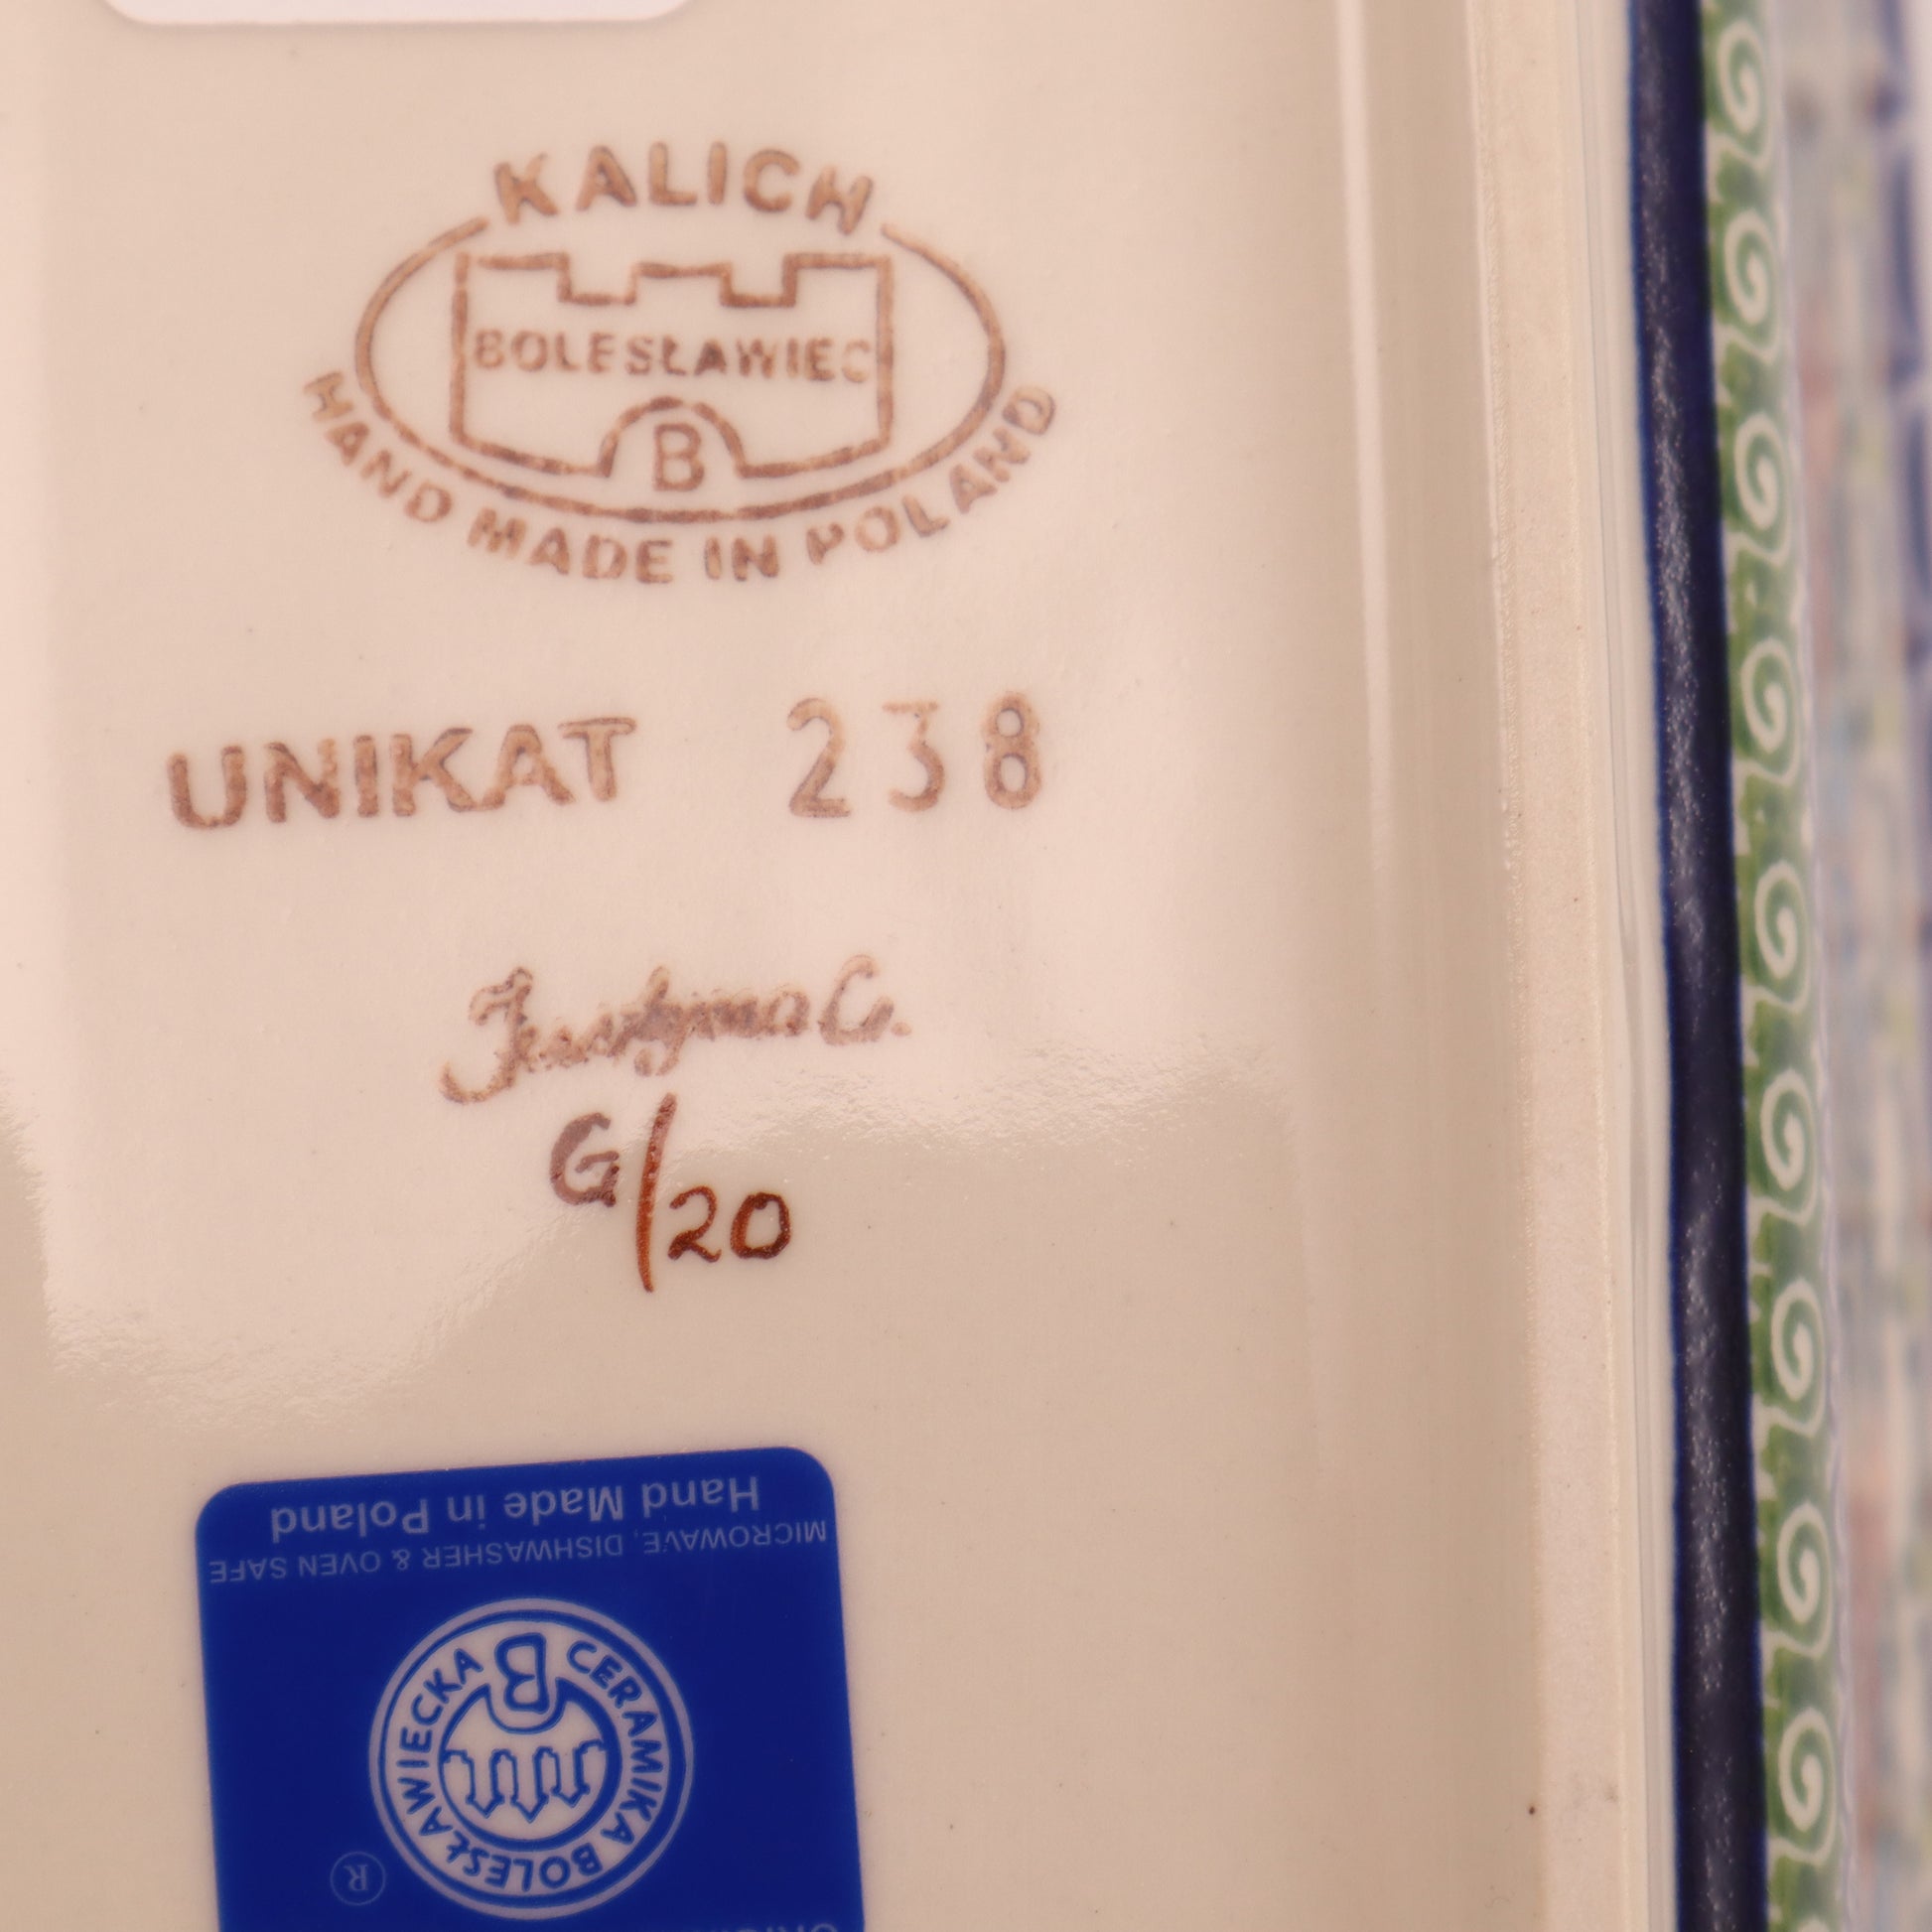 KALICH
BOLESŁAWIEC
B
HAND MADE IN POLAND
UNIKAT 238
Justyna C.
G/20
Hand Made in Poland
MICROWAVE, DISHWASHER & OVEN SAFE
B
CERAMIKA BOLESŁAWIECKA
®